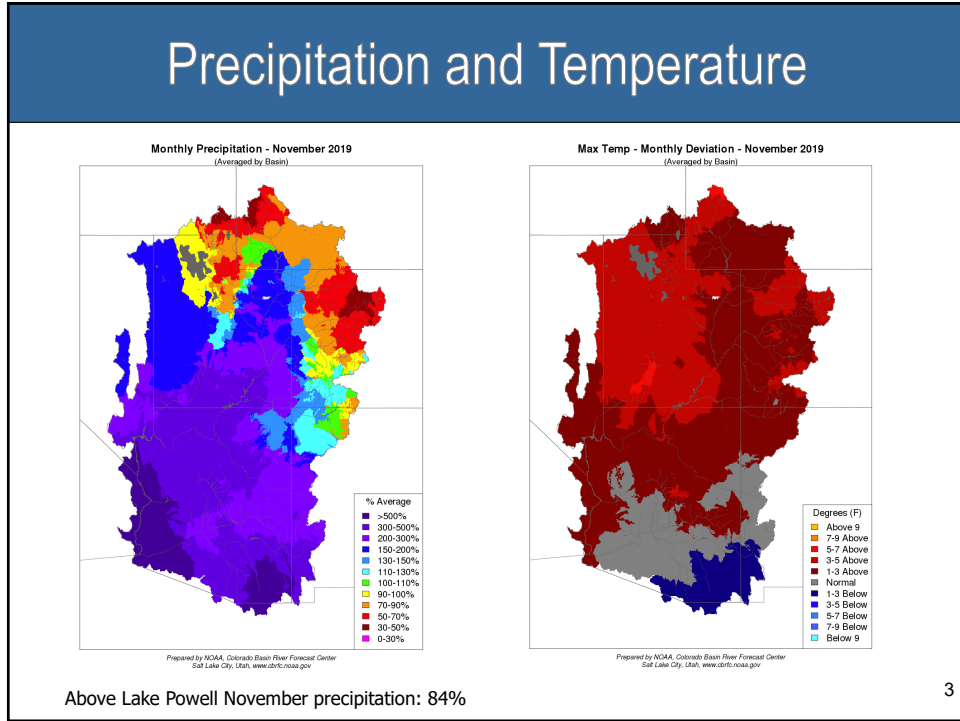 Precipitation and Temperature
Monthly Precipitation - November 2019
(Averaged by Basin)
% Average
>500%
300-500%
200-300%
150-200%
130-150%
110-130%
100-110%
90-100%
70-90%
50-70%
30-50%
0-30%
Prepared by NOAA, Colorado Basin River Forecast Center
Salt Lake City, Utah, www.cbrfc.noaa.gov
Max Temp - Monthly Deviation - November 2019
(Averaged by Basin)
Degrees (F)
Above 9
7-9 Above
5-7 Above
3-5 Above
1-3 Above
Normal
1-3 Below
3-5 Below
5-7 Below
7-9 Below
Below 9
Prepared by NOAA, Colorado Basin River Forecast Center
Salt Lake City, Utah, www.cbrfc.noaa.gov
Above Lake Powell November precipitation: 84%
3